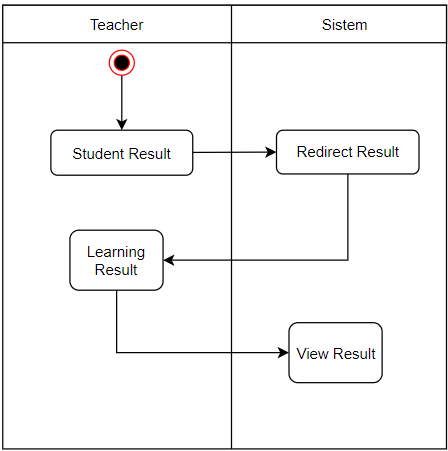 Teacher
Sistem
Student Result
Redirect Result
Learning
Result
View Result